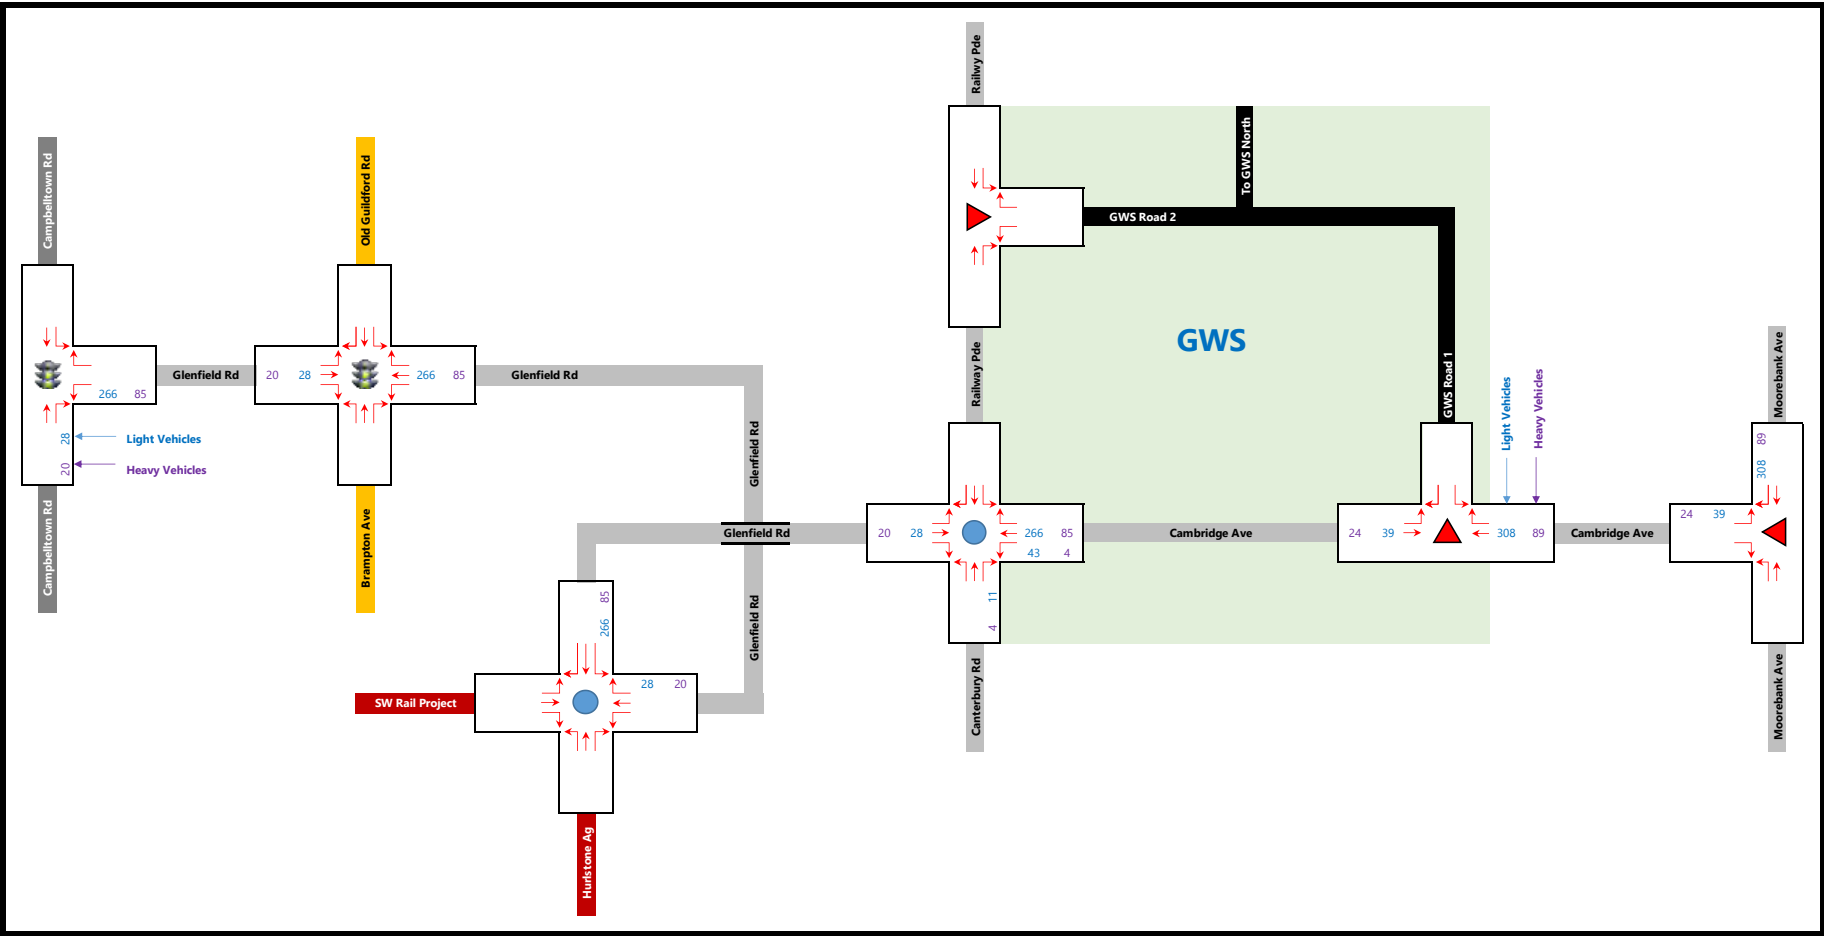 Railwy Pde
Campbelltown Rd
Old Guildford Rd
To GWS North
GWS Road 2
GWS
Railway Pde
GWS Road 1
Light Vehicles
Heavy Vehicles
Moorebank Ave
Glenfield Rd
20 28
266 85
Glenfield Rd
266 85
28
20
Light Vehicles
Heavy Vehicles
Glenfield Rd
89
308
Campbelltown Rd
Brampton Ave
Glenfield Rd
20 28
266 85
43 4
Cambridge Ave
24 39
308 89
Cambridge Ave
24 39
85
266
Glenfield Rd
11
4
28 20
SW Rail Project
Canterbury Rd
Moorebank Ave
Hurlstone Ag